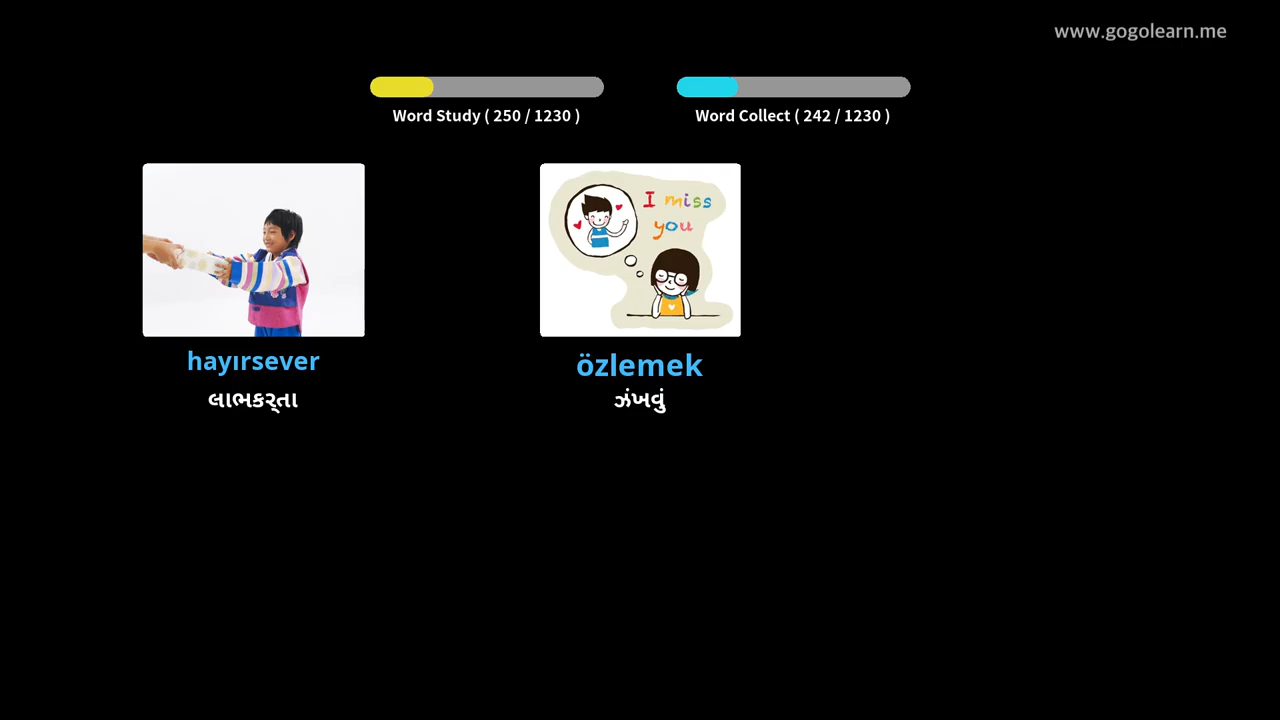 www.gogolearn.me
Word Study ( 250 / 1230 )
Word Collect ( 242 / 1230 )
I miss
you
hayırsever
özlemek
લાભકર્તા
ઝંખવું